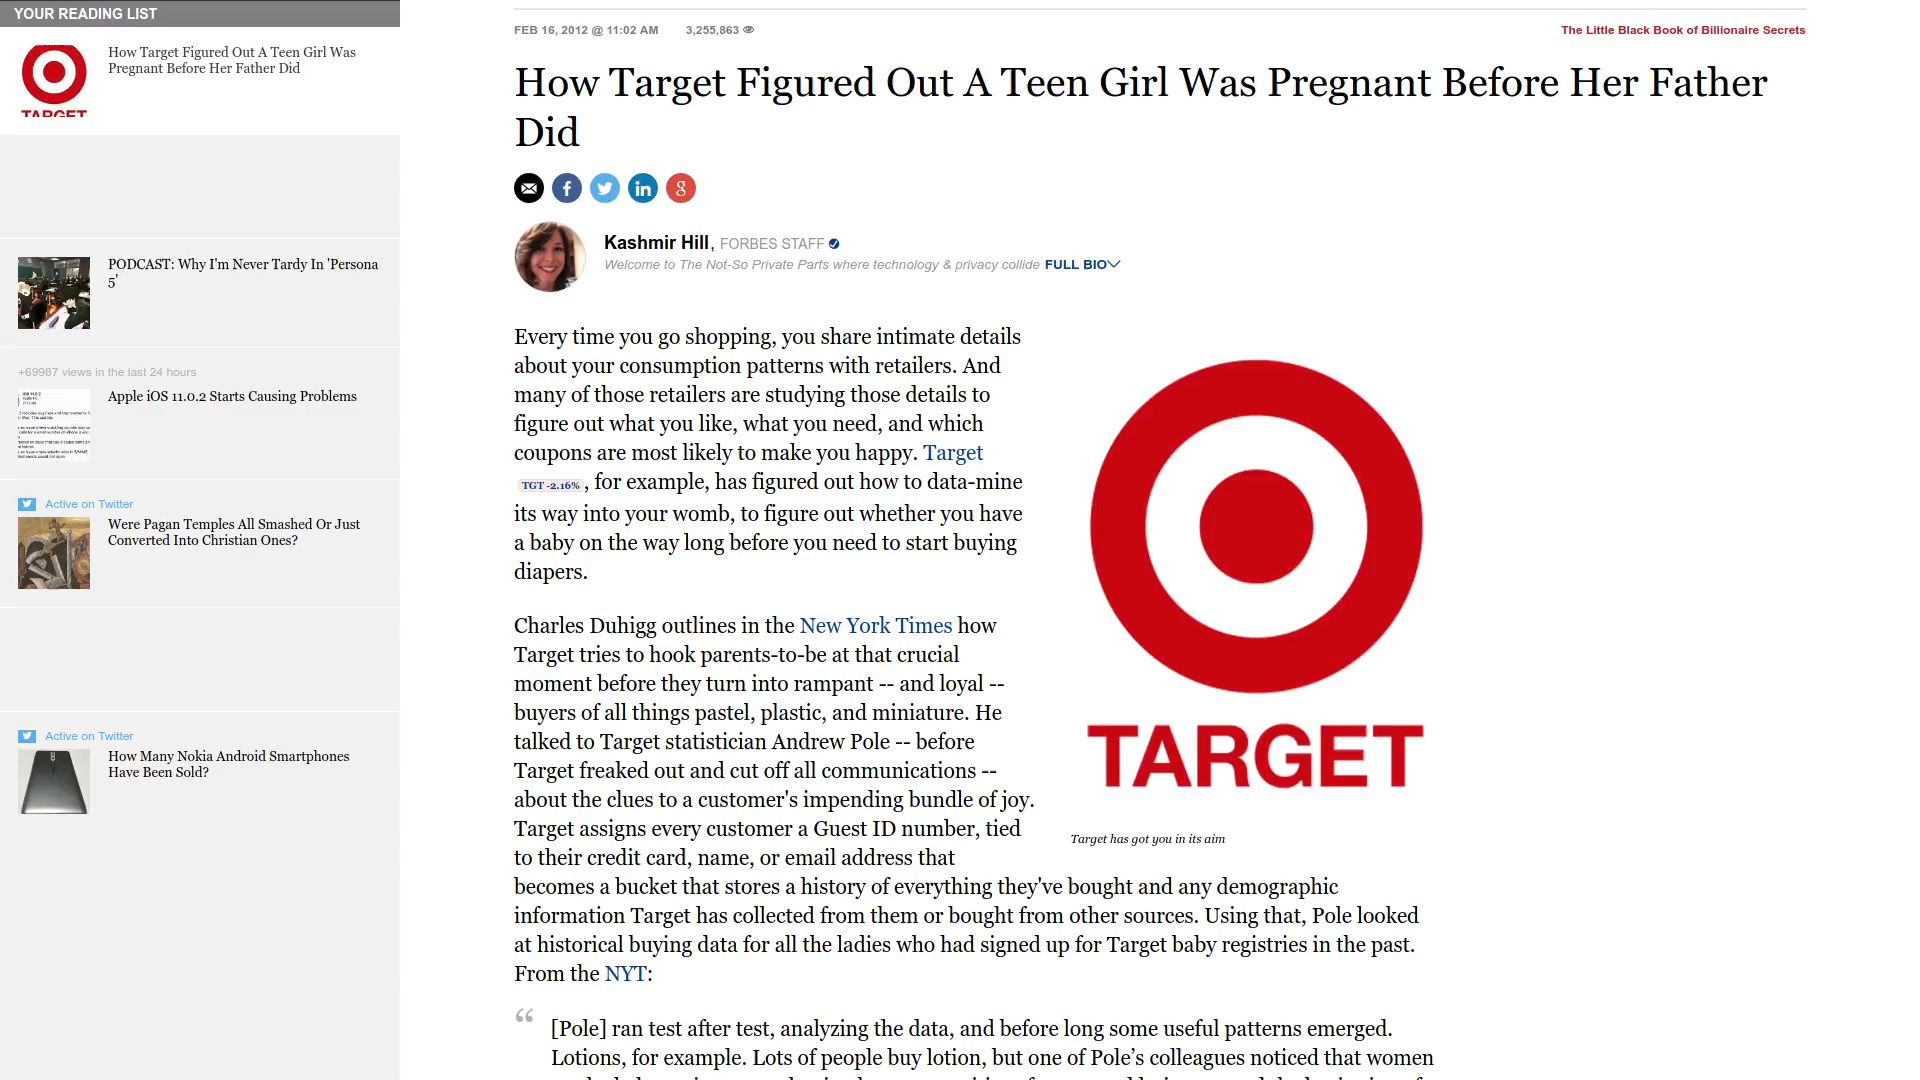 YOUR READING LIST
TARGET
How Target Figured Out A Teen Girl Was
Pregnant Before Her Father Did
PODCAST: Why I'm Never Tardy In 'Persona
5'
+69987 views in the last 24 hours
Apple iOS 11.0.2 Starts Causing Problems
Active on Twitter
Were Pagan Temples All Smashed Or Just
Converted Into Christian Ones?
Active on Twitter
How Many Nokia Android Smartphones
Have Been Sold?
FEB 16, 2012 @ 11:02 AM 3,255,863
The Little Black Book of Billionaire Secrets
How Target Figured Out A Teen Girl Was Pregnant Before Her Father
Did
Kashmir Hill, FORBES STAFF
Welcome to The Not-So Private Parts where technology & privacy collide FULL BIO
Every time you go shopping, you share intimate details
about your consumption patterns with retailers. And
many of those retailers are studying those details to
figure out what you like, what you need, and which
coupons are most likely to make you happy. Target
TGT -2.16%, for example, has figured out how to data-mine
its way into your womb, to figure out whether you have
a baby on the way long before you need to start buying
diapers.
TARGET
Target has got you in its aim
Charles Duhigg outlines in the New York Times how
Target tries to hook parents-to-be at that crucial
moment before they turn into rampant -- and loyal --
buyers of all things pastel, plastic, and miniature. He
talked to Target statistician Andrew Pole -- before
Target freaked out and cut off all communications --
about the clues to a customer's impending bundle of joy.
Target assigns every customer a Guest ID number, tied
to their credit card, name, or email address that
becomes a bucket that stores a history of everything they've bought and any demographic
information Target has collected from them or bought from other sources. Using that, Pole looked
at historical buying data for all the ladies who had signed up for Target baby registries in the past.
From the NYT:
“ [Pole] ran test after test, analyzing the data, and before long some useful patterns emerged.
Lotions, for example. Lots of people buy lotion, but one of Pole’s colleagues noticed that women